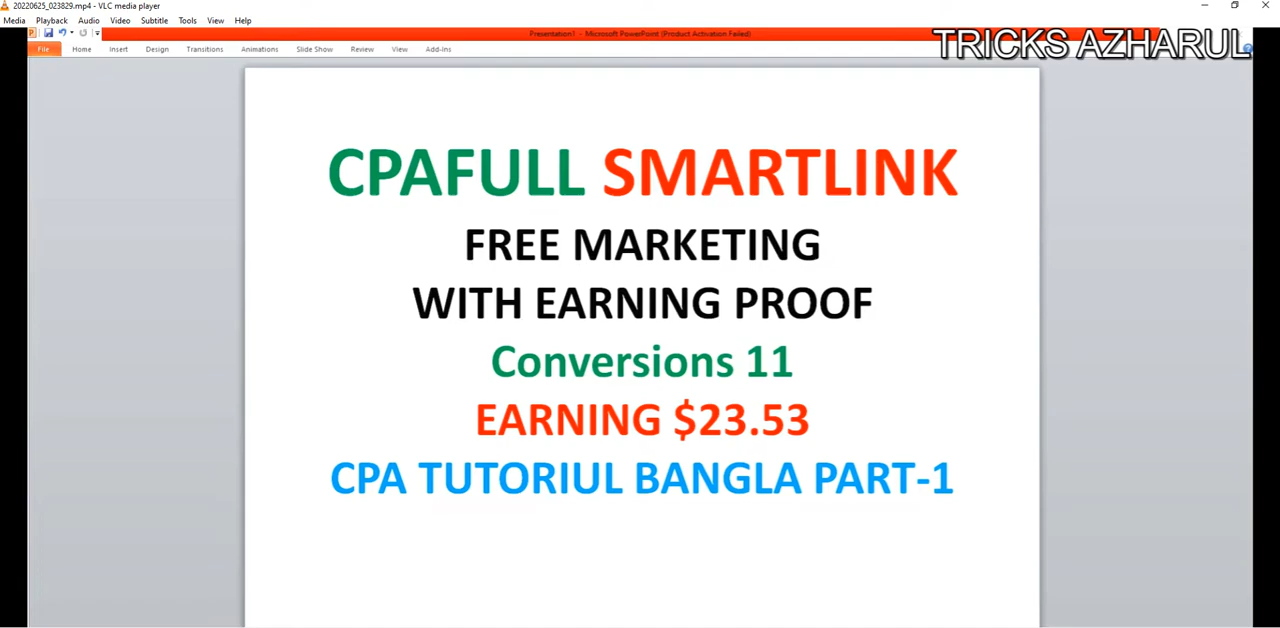 20220625_023829.mp4 - VLC media player
Media Playback Audio Video Subtitle Tools View Help
Presentation1 - Microsoft PowerPoint (Product Activation Failed)
TRICKS AZHARUL
File Home Insert Design Transitions Animations Slide Show Review View Add-Ins
CPAFULL SMARTLINK
FREE MARKETING
WITH EARNING PROOF
Conversions 11
EARNING $23.53
CPA TUTORIUL BANGLA PART-1